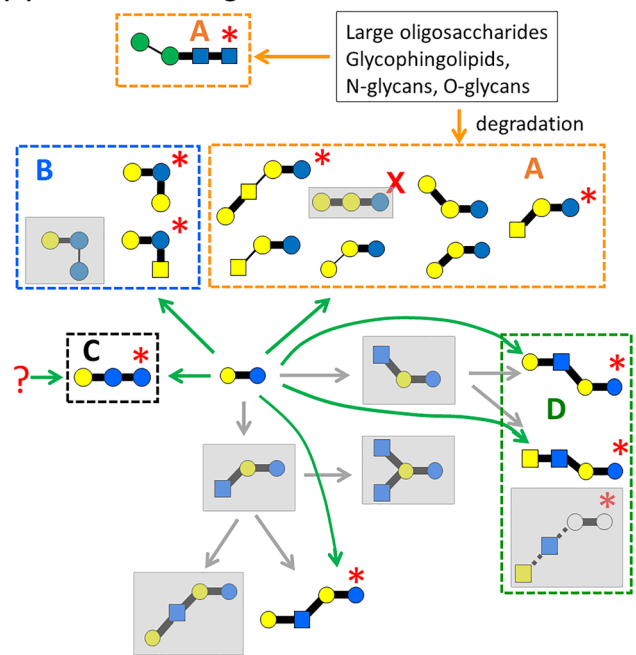 A *
Large oligosaccharides
Glycophingolipids,
N-glycans, O-glycans
degradation
B *
*
* X A
*
C *
?
*
D
*
*
*